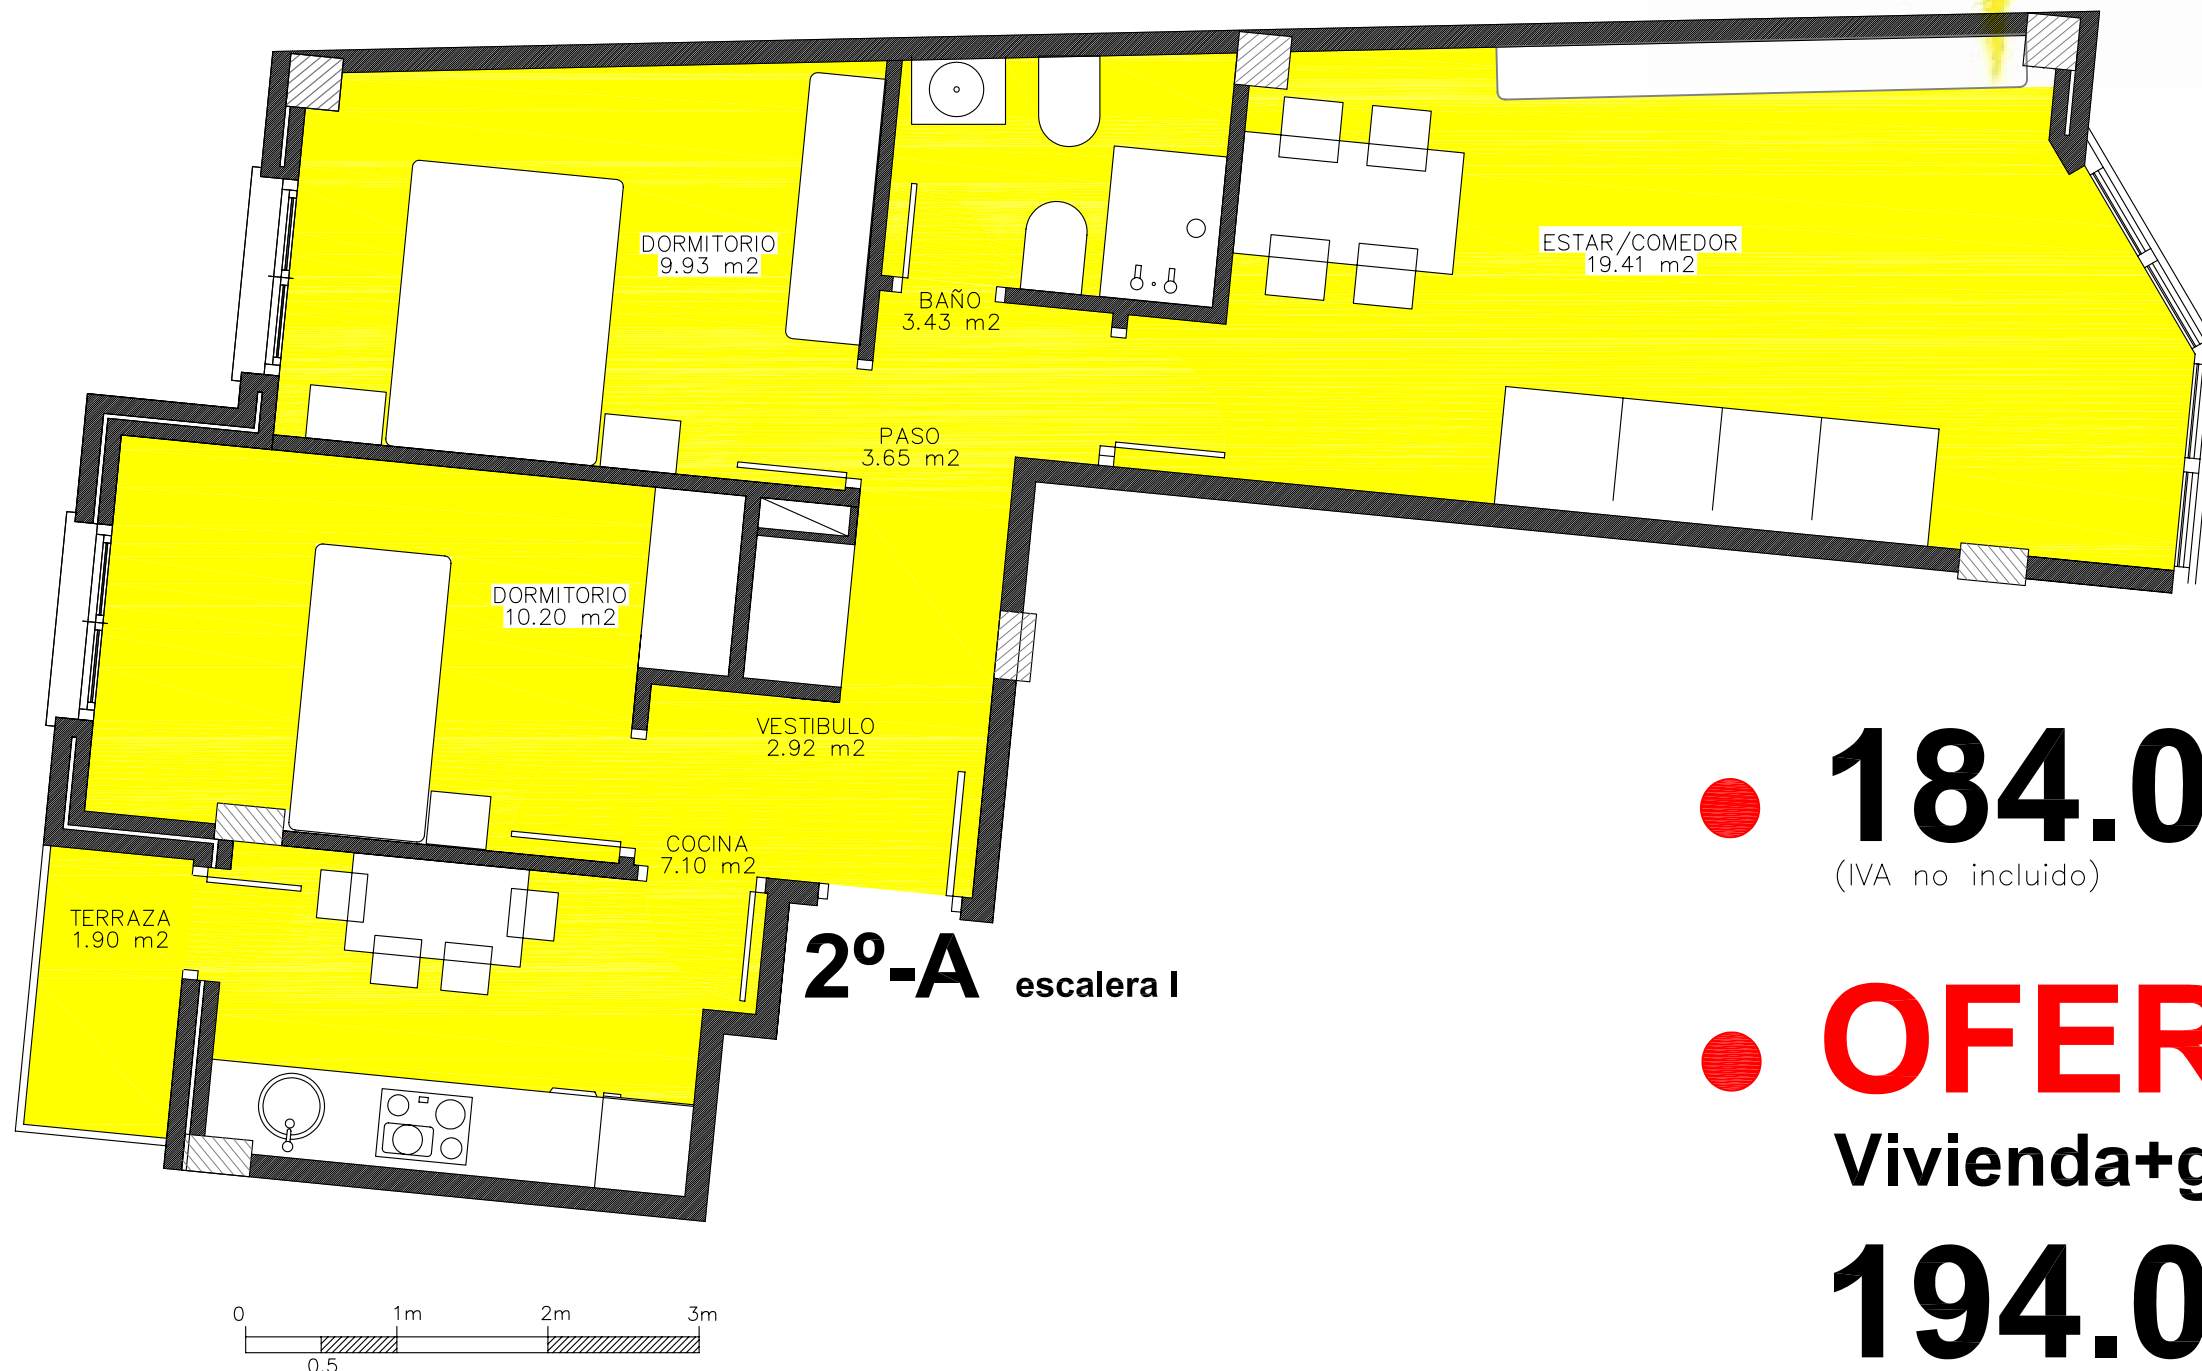 DORMITORIO
9.93 m2
ESTAR/COMEDOR
19.41 m2
BAÑO
3.43 m2
PASO
3.65 m2
DORMITORIO
10.20 m2
VESTIBULO
2.92 m2
COCINA
7.10 m2
TERRAZA
1.90 m2
2º-A escalera I
184.0
(IVA no incluido)
OFER
Vivienda+g
194.0
0 1m 2m 3m
0.5